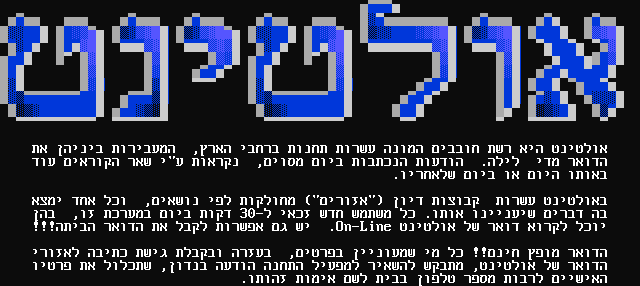 אולטינט
אולטינט היא רשת חובבים המונה עשרות תחנות ברחבי הארץ, המעבירות ביניהן את
הדואר מדי לילה. הודעות הנכתבות ביום מסוים, נקראות ע"י שאר הקוראים עוד
באותו היום או ביום שלאחריו.
באולטינט עשרות קבוצות דיון ("אזורים") מחולקות לפי נושאים, וכל אחד ימצא
בה דברים שיעניינו אותו. כל משתמש חדש זכאי ל-30 דקות ביום במערכת זו, בהן
יוכל לקרוא דואר של אולטינט On-Line. יש גם אפשרות לקבל את הדואר הביתה!!!
הדואר מופץ חינם!! כל מי שמעוניין בפרטים, בעזרה ובקבלת גישת כתיבה לאזורי
הדואר של אולטינט, מתבקש להשאיר למפעיל התחנה הודעה בנדון, שתכלול את פרטיו
האישיים לרבות מספר טלפון בבית לשם אימות זהותו.